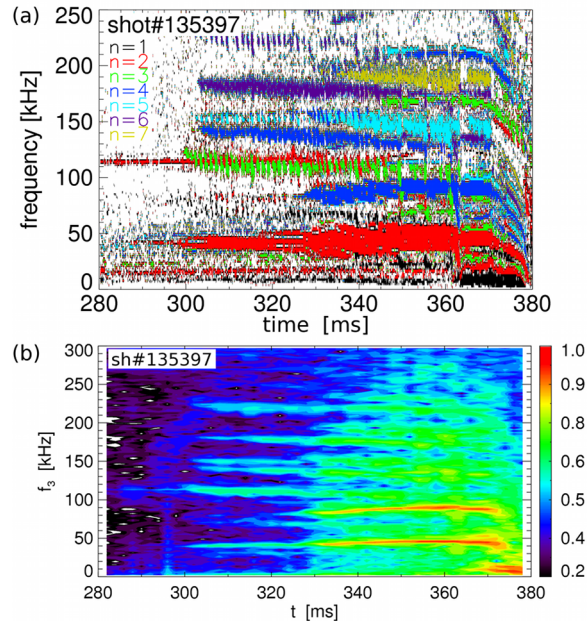 (a)
shot#135397
250
n=1
n=2
200
n=3
n=4
n=5
150
n=6
n=7
100
50
0
frequency [kHz]
280 300 320 340 360 380
time [ms]
(b)
sh#135397
300
250
200
150
100
50
0
f_3 [kHz]
280 300 320 340 360 380
t [ms]
1.0
0.9
0.8
0.7
0.6
0.5
0.4
0.2